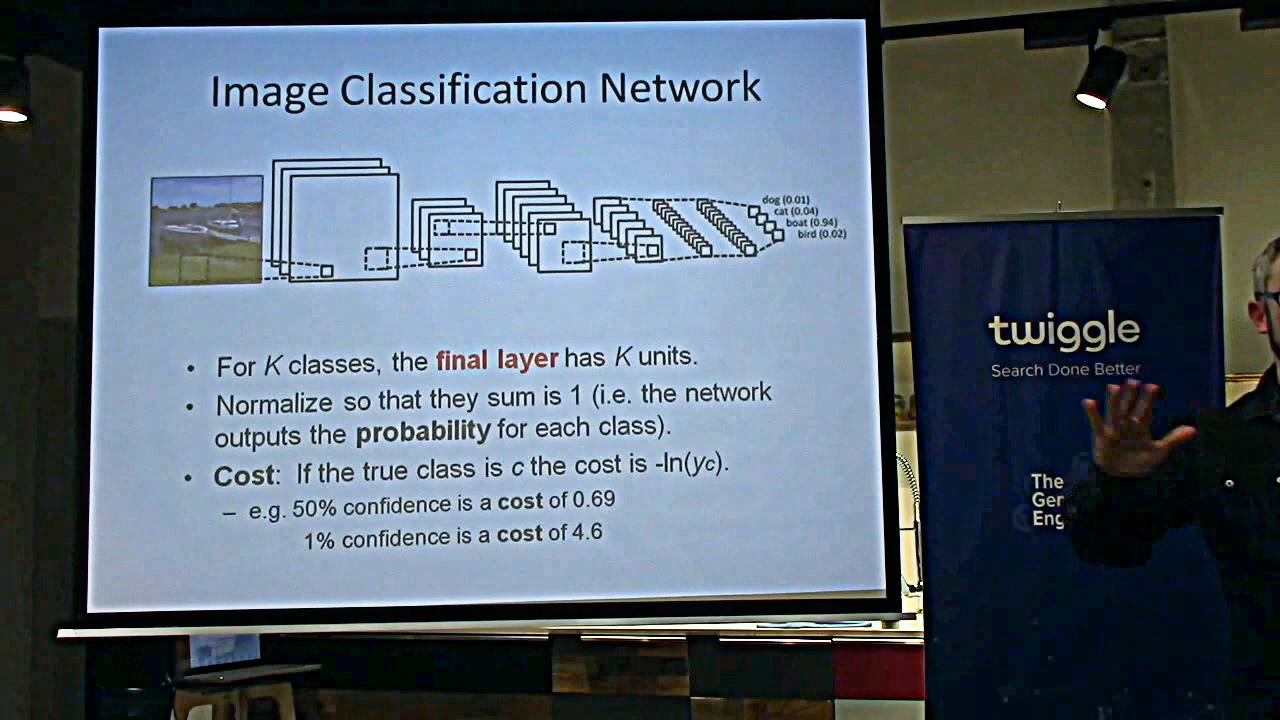 Image Classification Network
dog (0.01)
cat (0.04)
boat (0.94)
bird (0.02)
• For K classes, the final layer has K units.
• Normalize so that they sum is 1 (i.e. the network
outputs the probability for each class).
• Cost: If the true class is c the cost is -ln(yc).
– e.g. 50% confidence is a cost of 0.69
1% confidence is a cost of 4.6
twiggle
Search Done Better
The
Ger
Eng